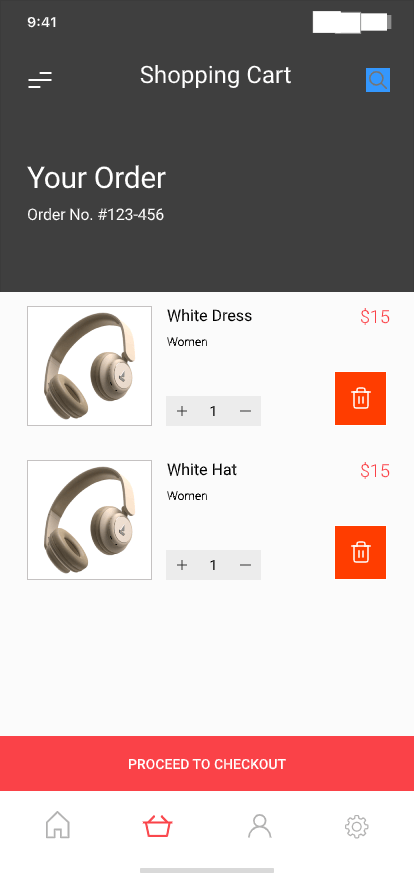 9:41
Shopping Cart
Your Order
Order No. #123-456
White Dress
$15
Women
+ 1 −
White Hat
$15
Women
+ 1 −
PROCEED TO CHECKOUT